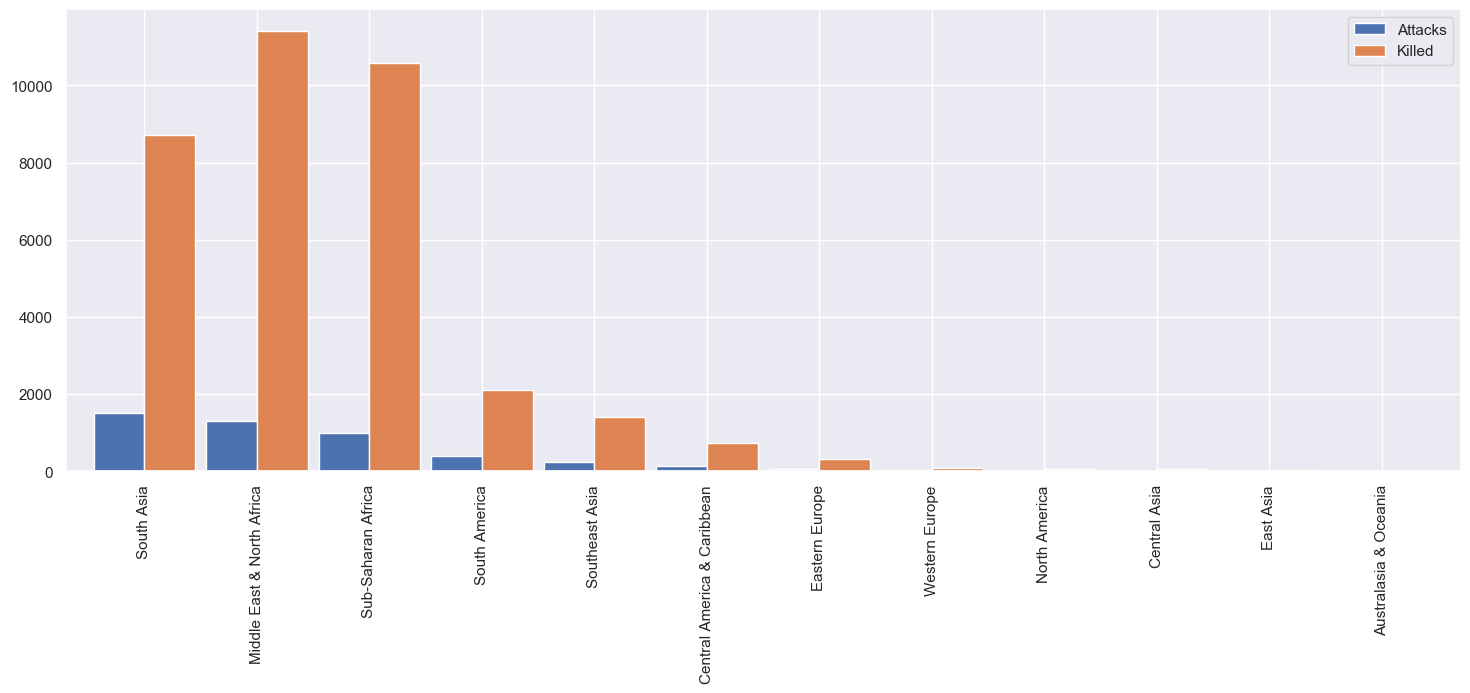 Attacks
Killed
10000
8000
6000
4000
2000
0
South Asia
Middle East & North Africa
Sub-Saharan Africa
South America
Southeast Asia
Central America & Caribbean
Eastern Europe
Western Europe
North America
Central Asia
East Asia
Australasia & Oceania